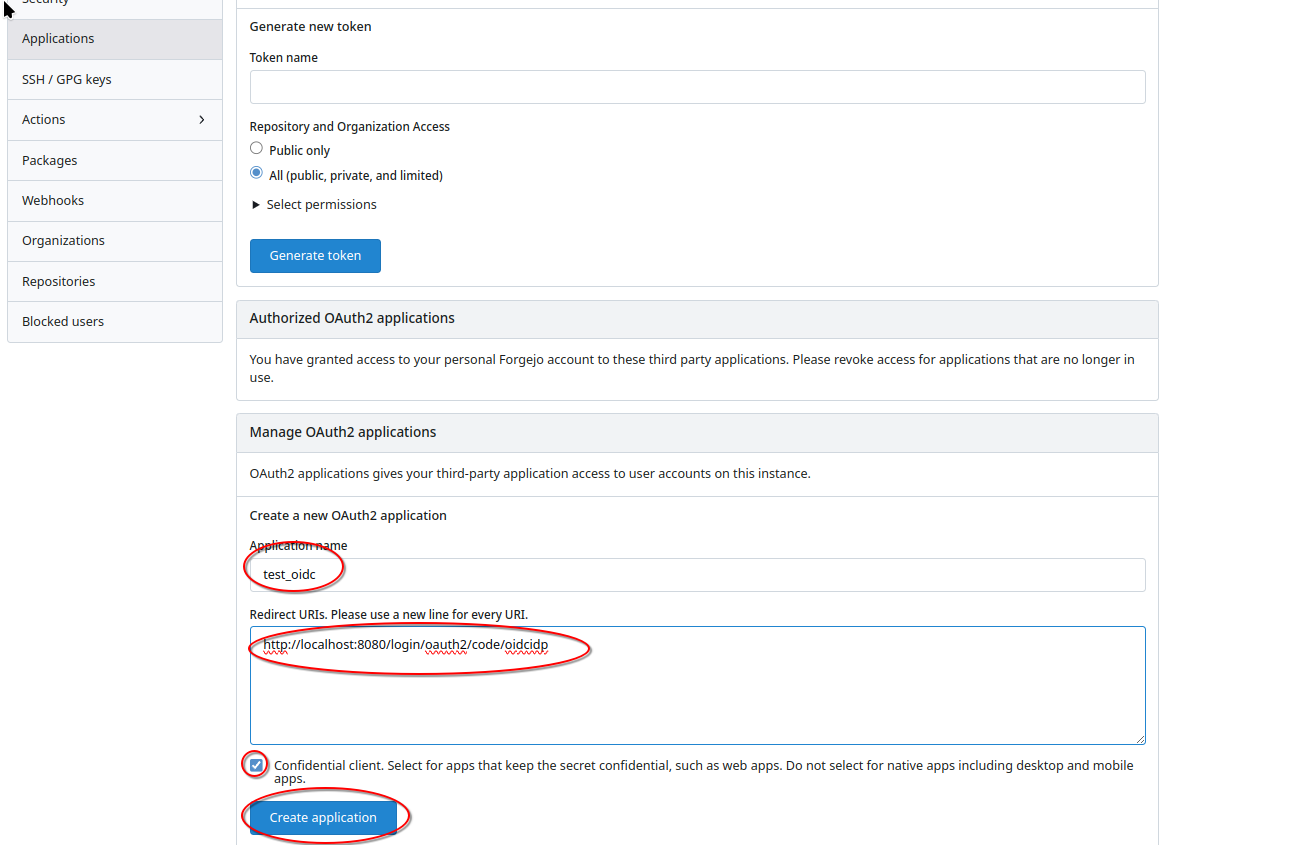 Security
Applications
SSH / GPG keys
Actions
Packages
Webhooks
Organizations
Repositories
Blocked users
Generate new token
Token name
Repository and Organization Access
Public only
All (public, private, and limited)
Select permissions
Generate token
Authorized OAuth2 applications
You have granted access to your personal Forgejo account to these third party applications. Please revoke access for applications that are no longer in
use.
Manage OAuth2 applications
OAuth2 applications gives your third-party application access to user accounts on this instance.
Create a new OAuth2 application
Application name
test_oidc
Redirect URIs. Please use a new line for every URI.
http://localhost:8080/login/oauth2/code/oidcidp
Confidential client. Select for apps that keep the secret confidential, such as web apps. Do not select for native apps including desktop and mobile
apps.
Create application